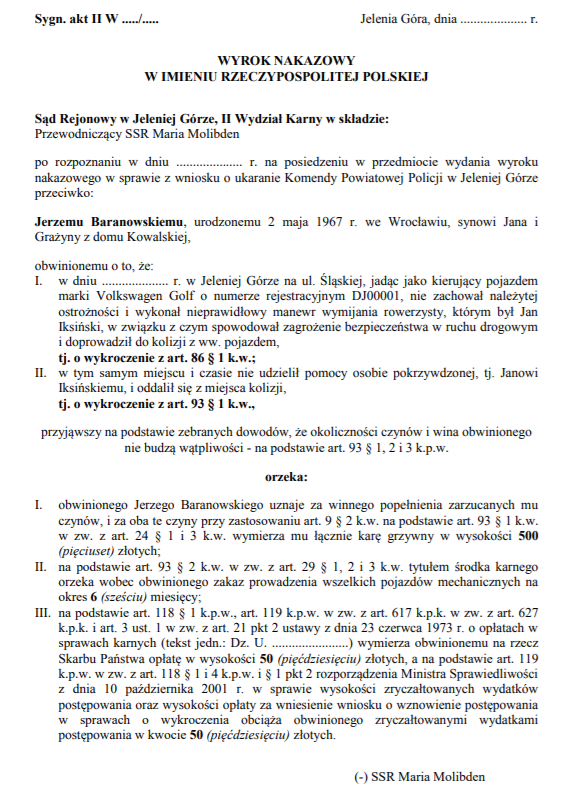 Sygn. akt II W ...../..... Jelenia Góra, dnia .................... r.
WYROK NAKAZOWY
W IMIENIU RZECZYPOSPOLITEJ POLSKIEJ
Sąd Rejonowy w Jeleniej Górze, II Wydział Karny w składzie:
Przewodniczący SSR Maria Molibden
po rozpoznaniu w dniu .................... r. na posiedzeniu w przedmiocie wydania wyroku
nakazowego w sprawie z wniosku o ukaranie Komendy Powiatowej Policji w Jeleniej Górze
przeciwko:
Jerzemu Baranowskiemu, urodzonemu 2 maja 1967 r. we Wrocławiu, synowi Jana i
Grażyny z domu Kowalskiej,
obwinionemu o to, że:
I. w dniu .................... r. w Jeleniej Górze na ul. Śląskiej, jadąc jako kierujący pojazdem
marki Volkswagen Golf o numerze rejestracyjnym DJ00001, nie zachował należytej
ostrożności i wykonał nieprawidłowy manewr wymijania rowerzysty, którym był Jan
Iksiński, w związku z czym spowodował zagrożenie bezpieczeństwa w ruchu drogowym
i doprowadził do kolizji z ww. pojazdem,
tj. o wykroczenie z art. 86 § 1 k.w.;
II. w tym samym miejscu i czasie nie udzielił pomocy osobie pokrzywdzonej, tj. Janowi
Iksińskiemu, i oddalił się z miejsca kolizji,
tj. o wykroczenie z art. 93 § 1 k.w.,
przyjąwszy na podstawie zebranych dowodów, że okoliczności czynów i wina obwinionego
nie budzą wątpliwości - na podstawie art. 93 § 1, 2 i 3 k.p.w.
orzeka:
I. obwinionego Jerzego Baranowskiego uznaje za winnego popełnienia zarzucanych mu
czynów, i za oba te czyny przy zastosowaniu art. 9 § 2 k.w. na podstawie art. 93 § 1 k.w.
w zw. z art. 24 § 1 i 3 k.w. wymierza mu łącznie karę grzywny w wysokości 500
(pięciuset) złotych;
II. na podstawie art. 93 § 2 k.w. w zw. z art. 29 § 1, 2 i 3 k.w. tytułem środka karnego
orzeka wobec obwinionego zakaz prowadzenia wszelkich pojazdów mechanicznych na
okres 6 (sześciu) miesięcy;
III. na podstawie art. 118 § 1 k.p.w., art. 119 k.p.w. w zw. z art. 617 k.p.k. w zw. z art. 627
k.p.k. i art. 3 ust. 1 w zw. z art. 21 pkt 2 ustawy z dnia 23 czerwca 1973 r. o opłatach w
sprawach karnych (tekst jedn.: Dz. U. .......................) wymierza obwinionemu na rzecz
Skarbu Państwa opłatę w wysokości 50 (pięćdziesięciu) złotych, a na podstawie art. 119
k.p.w. w zw. z art. 118 § 1 i 4 k.p.w. i § 1 pkt 2 rozporządzenia Ministra Sprawiedliwości
z dnia 10 października 2001 r. w sprawie wysokości zryczałtowanych wydatków
postępowania oraz wysokości opłaty za wniesienie wniosku o wznowienie postępowania
w sprawach o wykroczenia obciąża obwinionego zryczałtowanymi wydatkami
postępowania w kwocie 50 (pięćdziesięciu) złotych.
(-) SSR Maria Molibden